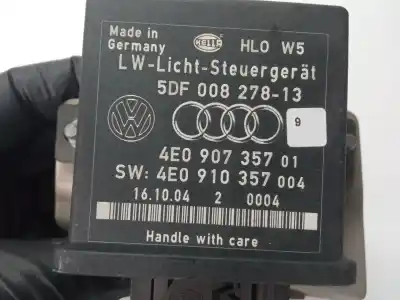 Made in
Germany HELLA HLO W5
LW-Licht-Steuergerät
5DF 008 278-13
9
4E0 907 357 01
SW: 4E0 910 357 004
16.10.04 2 0004
Handle with care